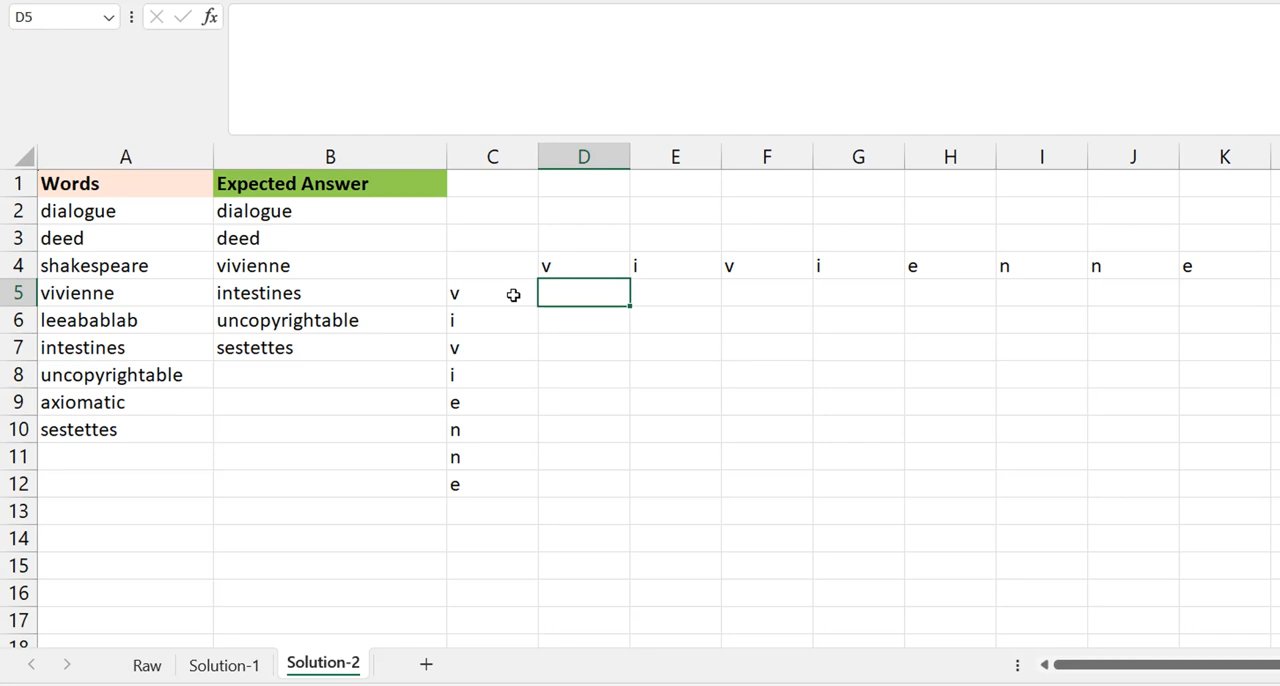 D5 fx
A B C D E F G H I J K
1 Words Expected Answer
2 dialogue dialogue
3 deed deed
4 shakespeare vivienne v i v i e n n e
5 vivienne intestines v
6 leeabablab uncopyrightable i
7 intestines sestettes v
8 uncopyrightable i
9 axiomatic e
10 sestettes n
11 n
12 e
13
14
15
16
17
18
Raw Solution-1 Solution-2 +